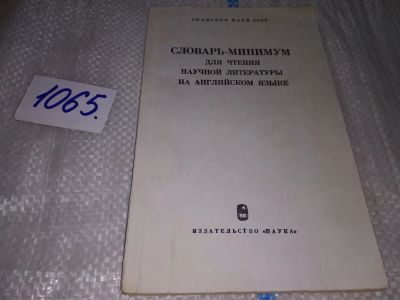 1065.
АКАДЕМИЯ НАУК СССР
СЛОВАРЬ-МИНИМУМ
ДЛЯ ЧТЕНИЯ
НАУЧНОЙ ЛИТЕРАТУРЫ
НА АНГЛИЙСКОМ ЯЗЫКЕ
ИЗДАТЕЛЬСТВО «НАУКА»